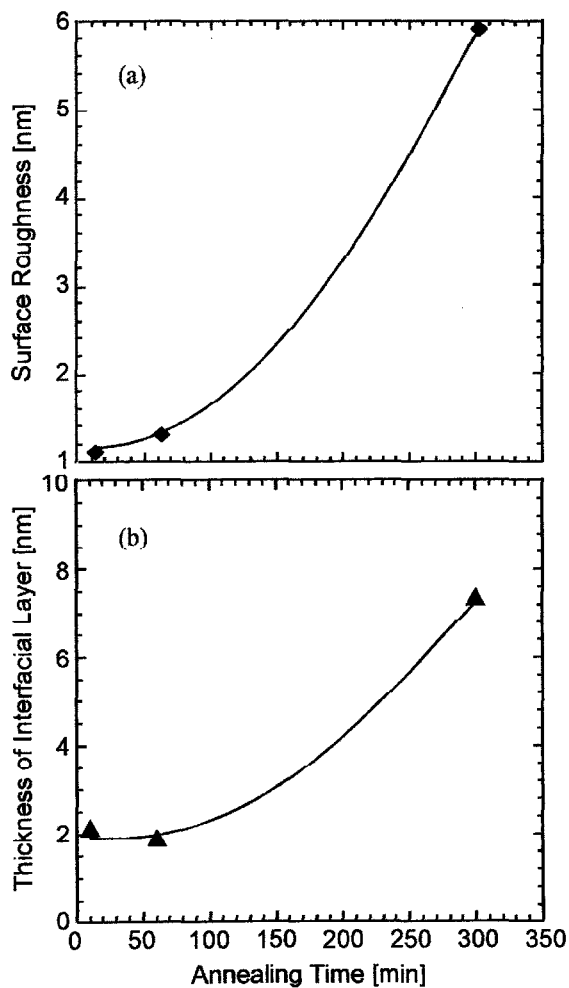 6
(a)
5
4
3
2
1
Surface Roughness [nm]
10
(b)
8
6
4
2
0
Thickness of Interfacial Layer [nm]
0 50 100 150 200 250 300 350
Annealing Time [min]